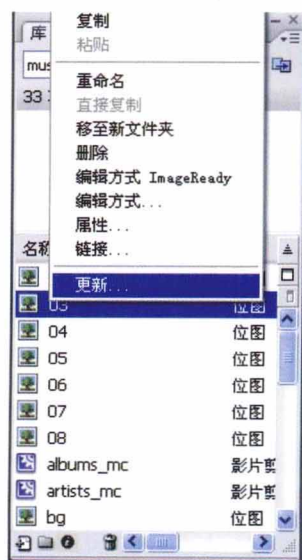 库
复制
粘贴
mus
33
重命名
直接复制
移至新文件夹
删除
编辑方式 ImageReady
编辑方式...
属性...
链接...
更新...
名称
03 位图
04 位图
05 位图
06 位图
07 位图
08 位图
albums_mc 影片剪
artists_mc 影片剪
bg 位图